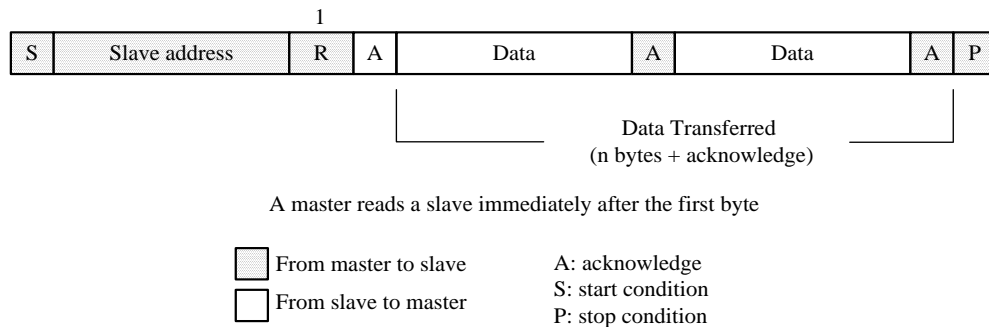 1
S Slave address R A Data A Data A P
Data Transferred
(n bytes + acknowledge)
A master reads a slave immediately after the first byte
From master to slave
From slave to master
A: acknowledge
S: start condition
P: stop condition